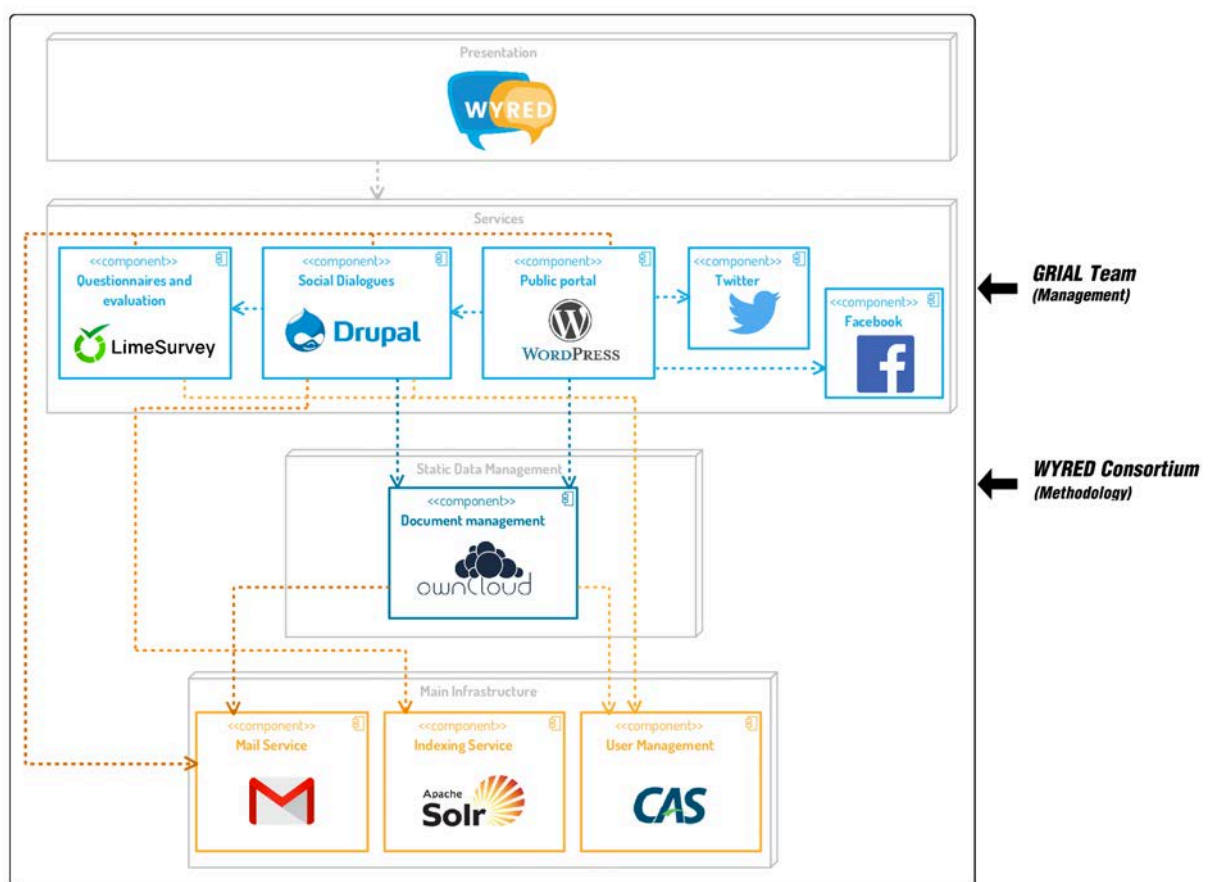 Presentation
WYRED
Services
<<component>>
Questionnaires and
evaluation
LimeSurvey
<<component>>
Social Dialogues
Drupal
<<component>>
Public portal
W
WORDPRESS
<<component>>
Twitter
<<component>>
Facebook
f
GRIAL Team
(Management)
WYRED Consortium
(Methodology)
Static Data Management
<<component>>
Document management
ownCloud
Main Infrastructure
<<component>>
Mail Service
M
<<component>>
Indexing Service
Apache
Solr
<<component>>
User Management
CAS